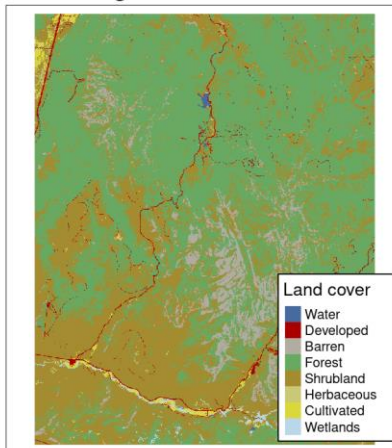 Land cover
Water
Developed
Barren
Forest
Shrubland
Herbaceous
Cultivated
Wetlands